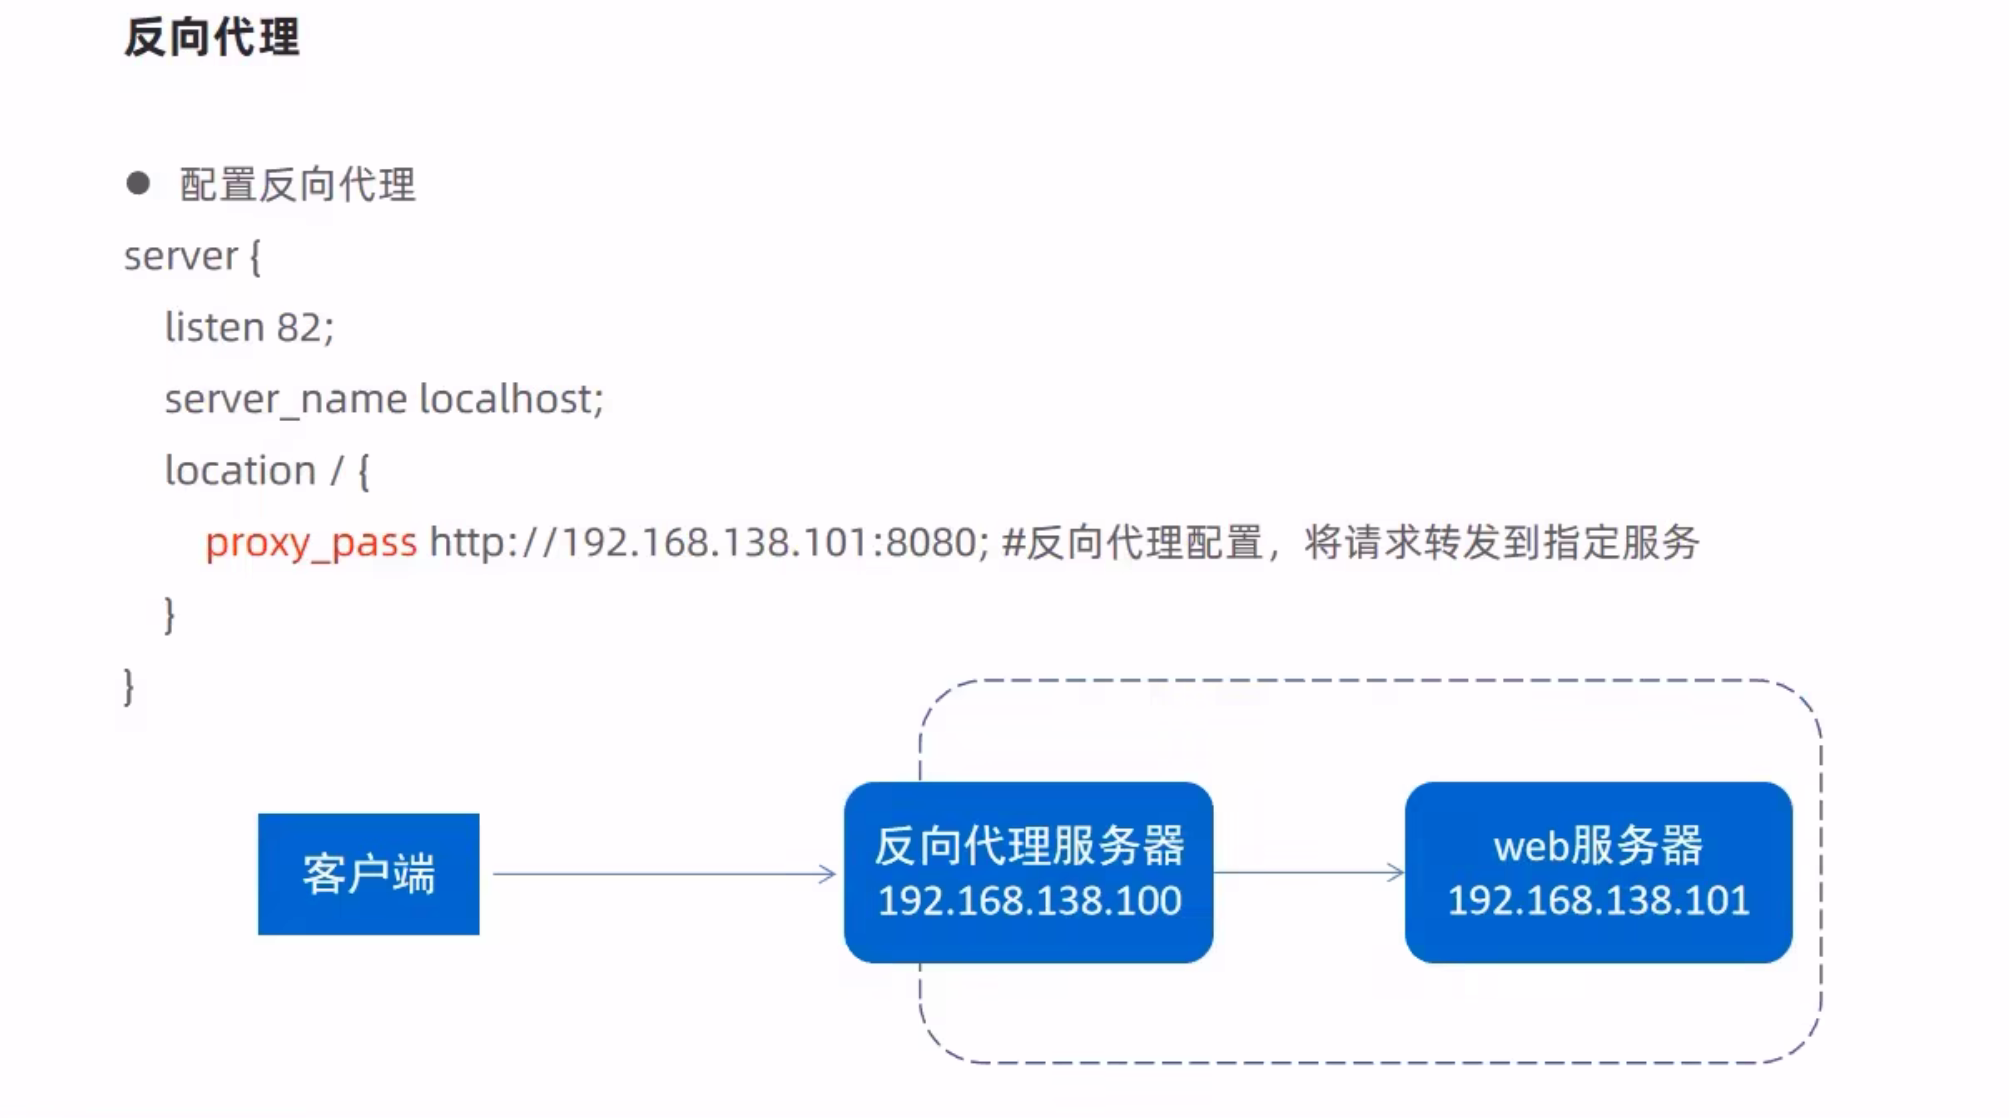 反向代理
● 配置反向代理
server {
listen 82;
server_name localhost;
location / {
proxy_pass http://192.168.138.101:8080; #反向代理配置，将请求转发到指定服务
}
}
客户端
反向代理服务器
192.168.138.100
web服务器
192.168.138.101